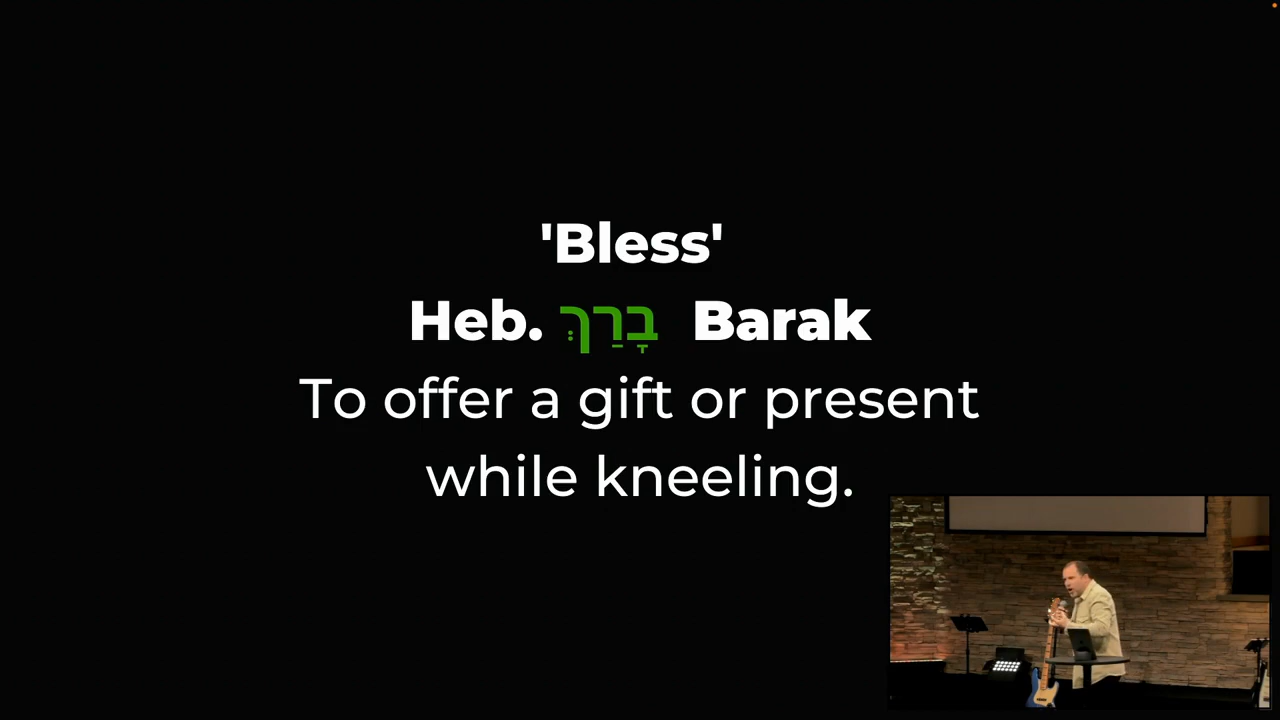 'Bless'
Heb. בָרַךְ Barak
To offer a gift or present
while kneeling.